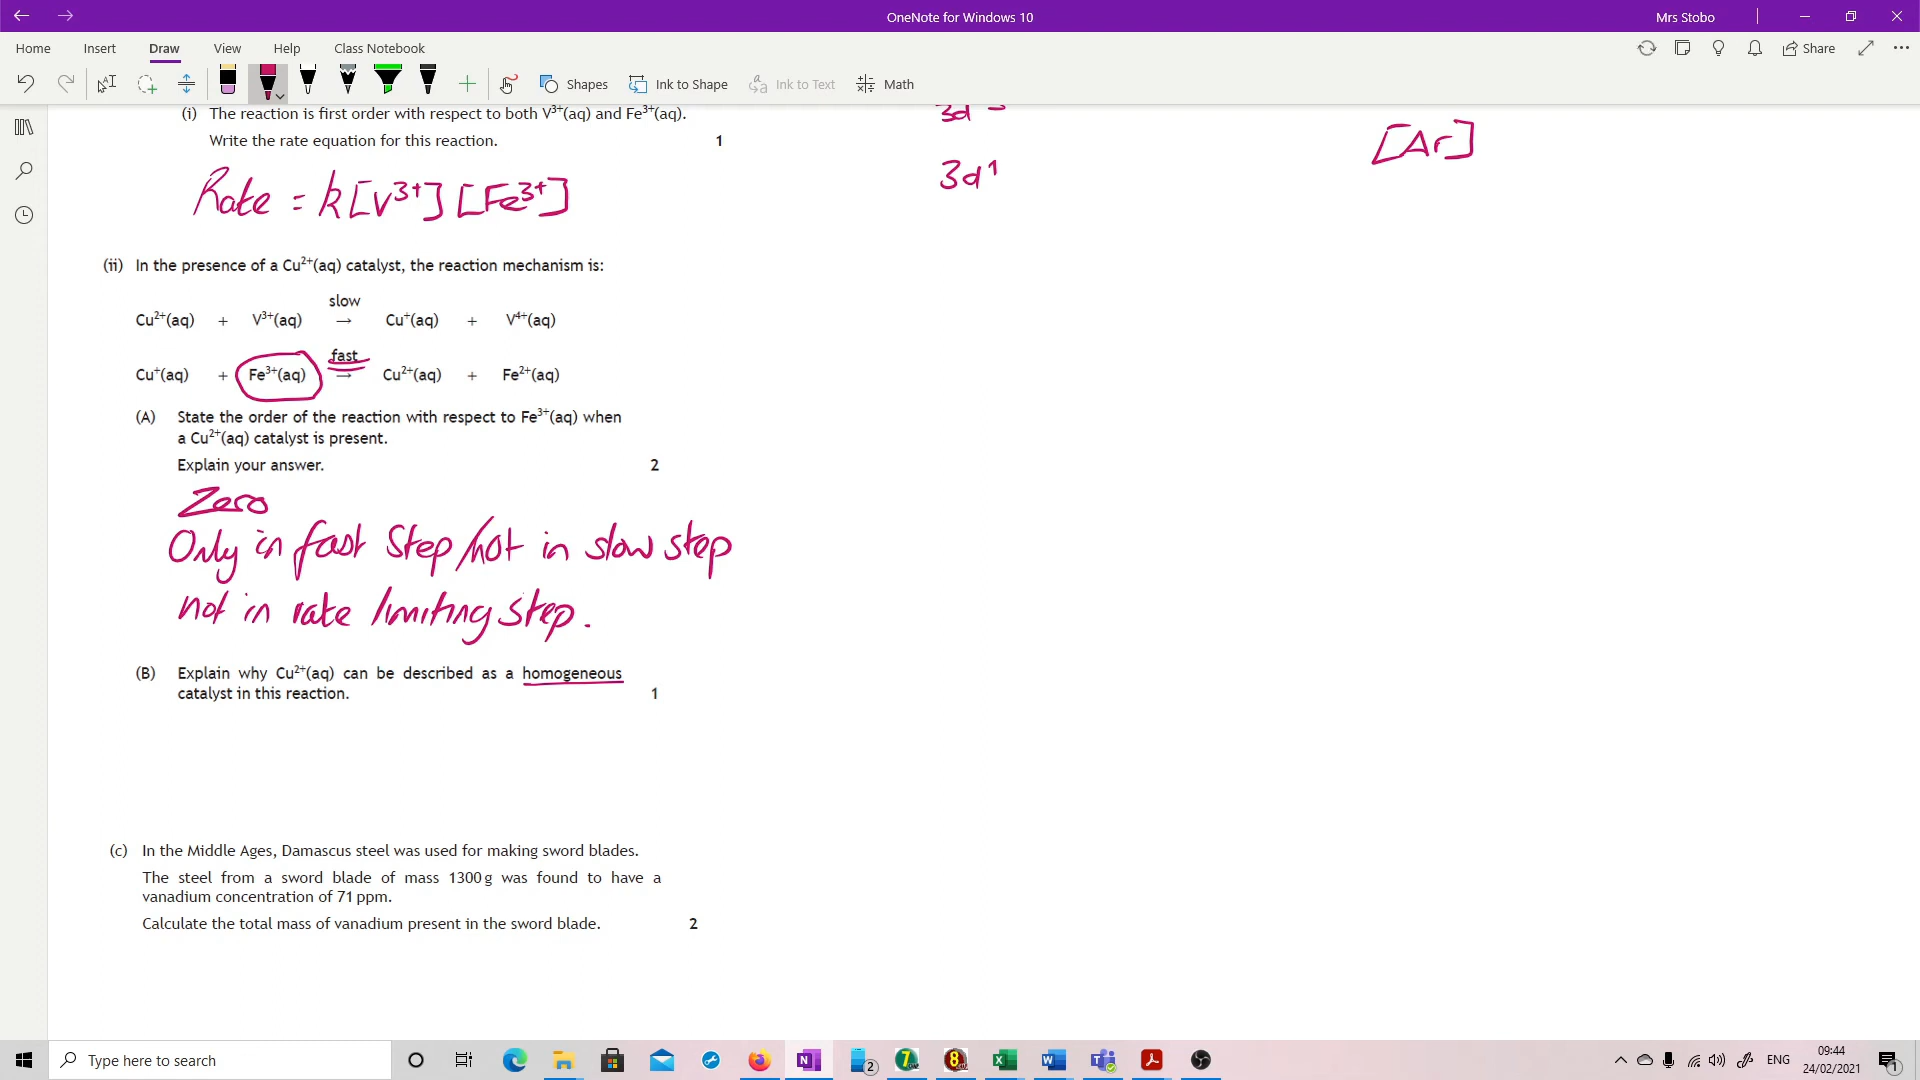 OneNote for Windows 10
Mrs Stobo
Home Insert Draw View Help Class Notebook
Share
Shapes Ink to Shape Ink to Text Math
(i) The reaction is first order with respect to both V³⁺(aq) and Fe³⁺(aq).
Write the rate equation for this reaction. 1
Rate = k[V³⁺][Fe³⁺]
3d
3d¹
[Ar]
(ii) In the presence of a Cu²⁺(aq) catalyst, the reaction mechanism is:
slow
Cu²⁺(aq) + V³⁺(aq) → Cu⁺(aq) + V⁴⁺(aq)
fast
Cu⁺(aq) + Fe³⁺(aq) → Cu²⁺(aq) + Fe²⁺(aq)
(A) State the order of the reaction with respect to Fe³⁺(aq) when
a Cu²⁺(aq) catalyst is present.
Explain your answer. 2
Zero
Only in fast step/not in slow step
not in rate limiting step.
(B) Explain why Cu²⁺(aq) can be described as a homogeneous
catalyst in this reaction. 1
(c) In the Middle Ages, Damascus steel was used for making sword blades.
The steel from a sword blade of mass 1300 g was found to have a
vanadium concentration of 71 ppm.
Calculate the total mass of vanadium present in the sword blade. 2
Type here to search
ENG
09:44
24/02/2021